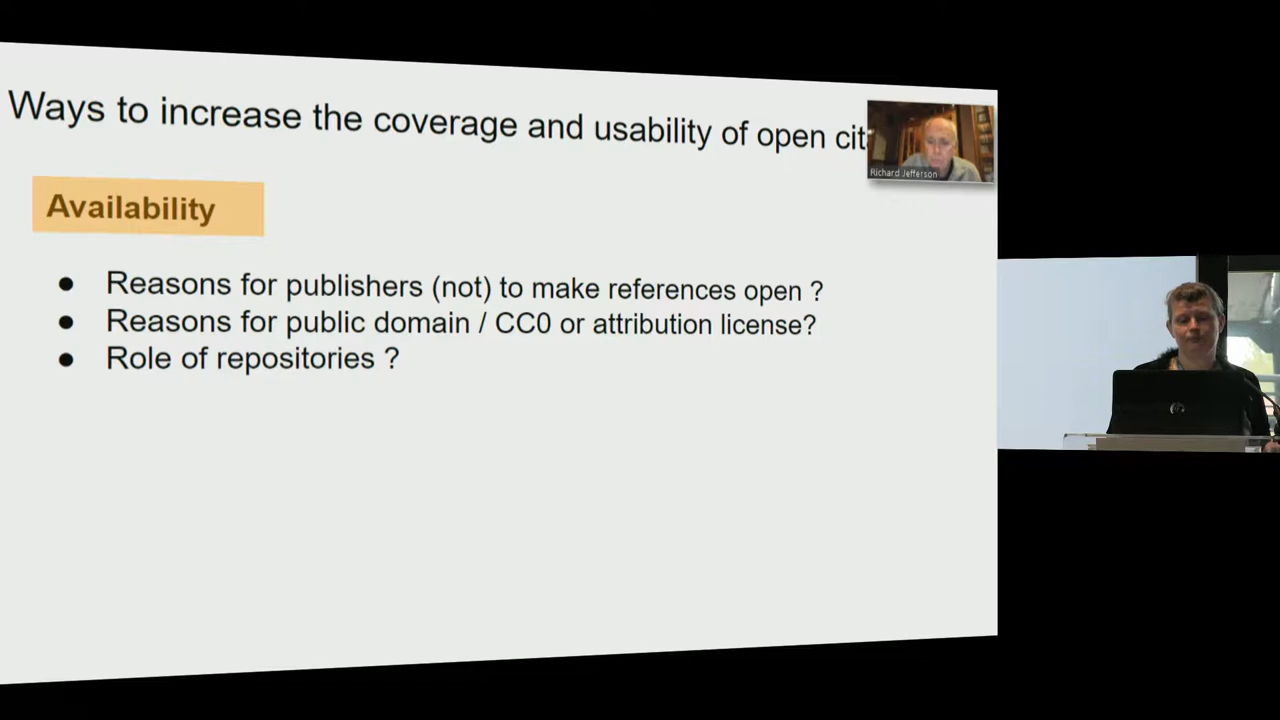 Ways to increase the coverage and usability of open cit
Richard Jefferson
Availability
● Reasons for publishers (not) to make references open ?
● Reasons for public domain / CC0 or attribution license?
● Role of repositories ?
hp